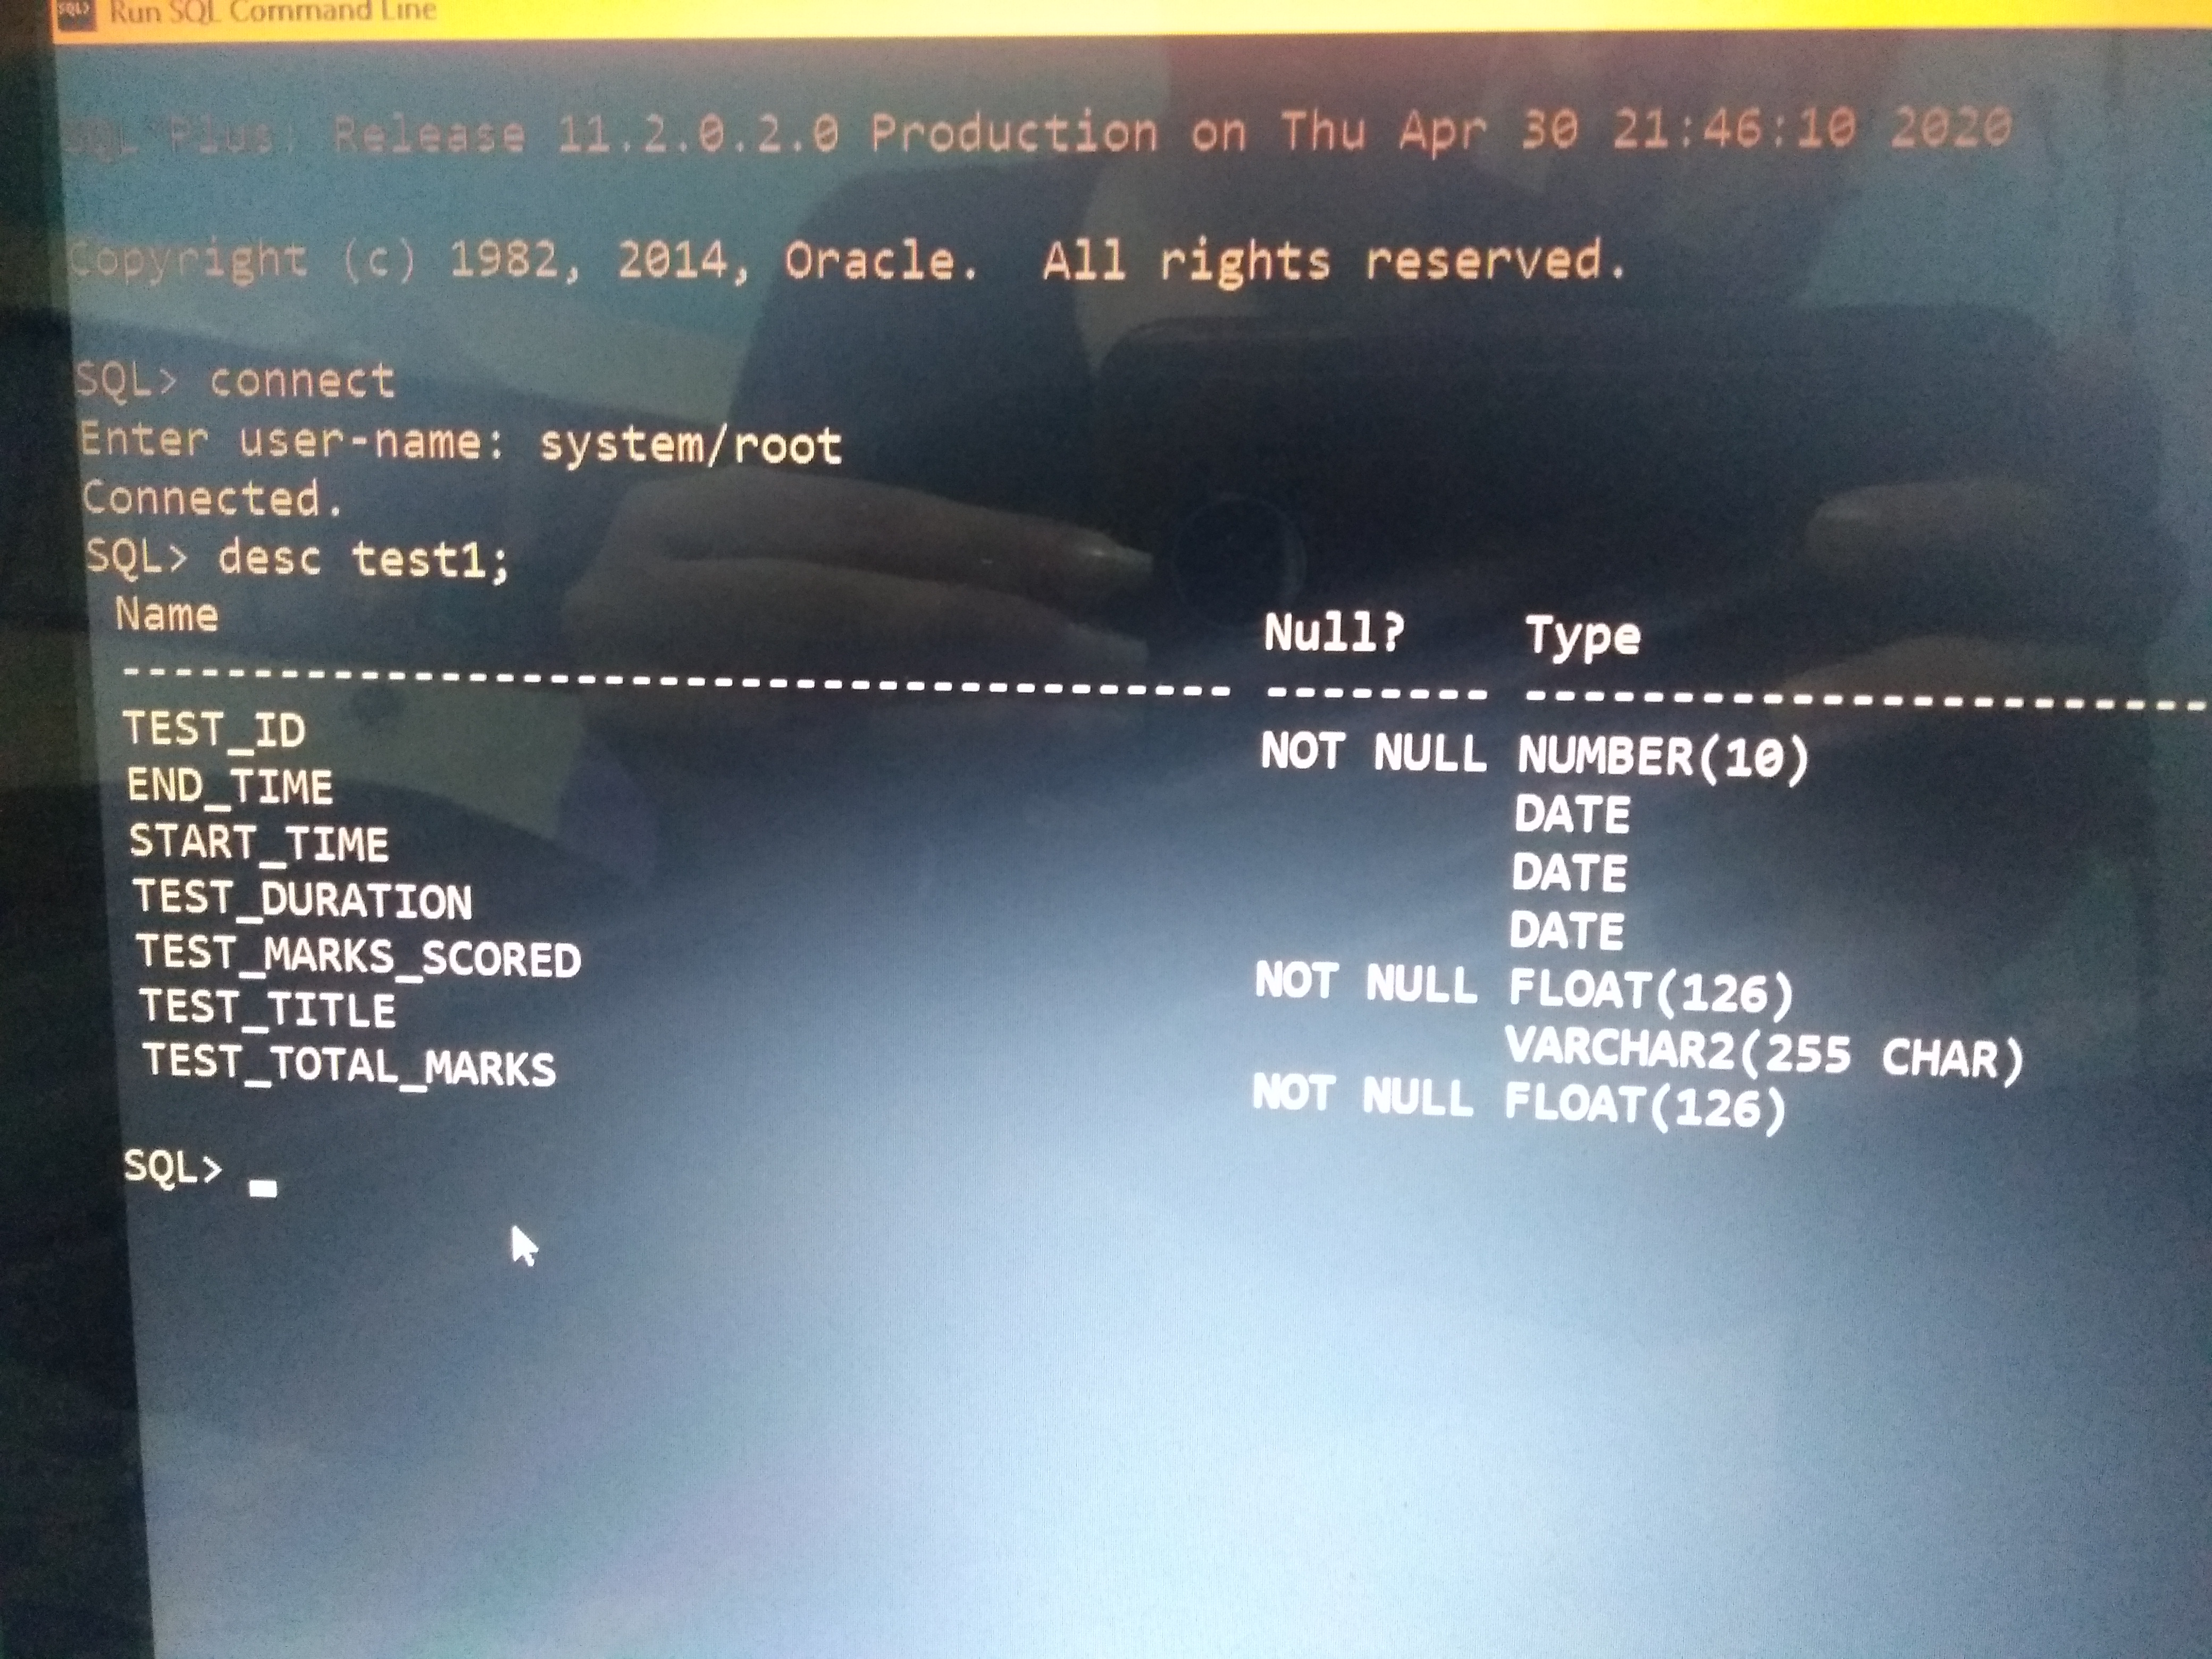 Run SQL Command Line
SQL*Plus: Release 11.2.0.2.0 Production on Thu Apr 30 21:46:10 2020
Copyright (c) 1982, 2014, Oracle.  All rights reserved.
SQL> connect
Enter user-name: system/root
Connected.
SQL> desc test1;
Name Null? Type
----------------------------------------- -------- ----------------------------
TEST_ID NOT NULL NUMBER(10)
END_TIME DATE
START_TIME DATE
TEST_DURATION DATE
TEST_MARKS_SCORED NOT NULL FLOAT(126)
TEST_TITLE VARCHAR2(255 CHAR)
TEST_TOTAL_MARKS NOT NULL FLOAT(126)
SQL> _